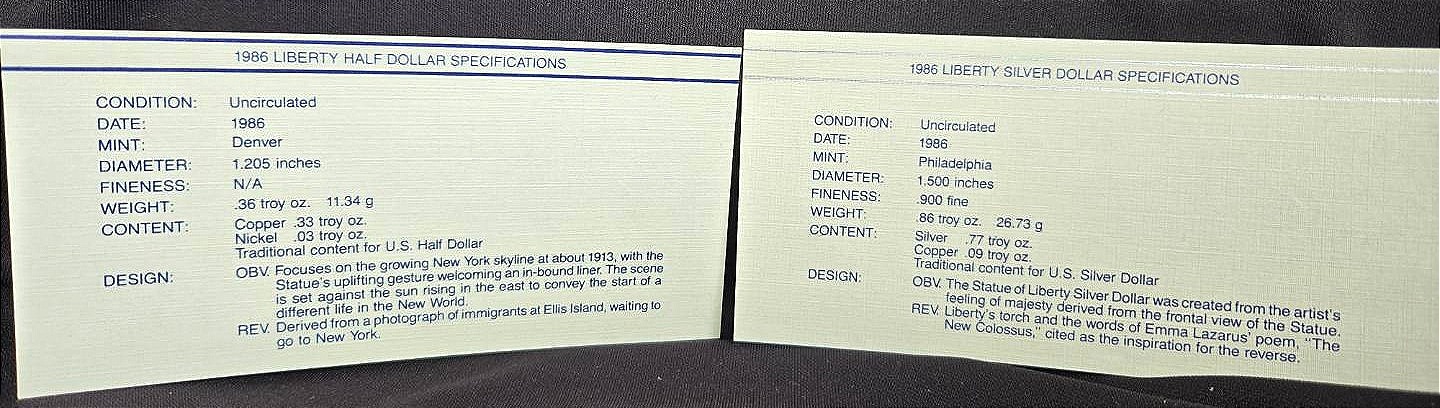 1986 LIBERTY HALF DOLLAR SPECIFICATIONS
CONDITION: Uncirculated
DATE: 1986
MINT: Denver
DIAMETER: 1.205 inches
FINENESS: N/A
WEIGHT: .36 troy oz. 11.34 g
CONTENT: Copper .33 troy oz.
Nickel .03 troy oz.
Traditional content for U.S. Half Dollar
DESIGN: OBV. Focuses on the growing New York skyline at about 1913, with the
Statue's uplifting gesture welcoming an in-bound liner. The scene
is set against the sun rising in the east to convey the start of a
different life in the New World.
REV. Derived from a photograph of immigrants at Ellis Island, waiting to
go to New York.
1986 LIBERTY SILVER DOLLAR SPECIFICATIONS
CONDITION: Uncirculated
DATE: 1986
MINT: Philadelphia
DIAMETER: 1.500 inches
FINENESS: .900 fine
WEIGHT: .86 troy oz. 26.73 g
CONTENT: Silver .77 troy oz.
Copper .09 troy oz.
Traditional content for U.S. Silver Dollar
DESIGN: OBV. The Statue of Liberty Silver Dollar was created from the artist's
feeling of majesty derived from the frontal view of the Statue.
REV. Liberty's torch and the words of Emma Lazarus' poem, "The
New Colossus," cited as the inspiration for the reverse.